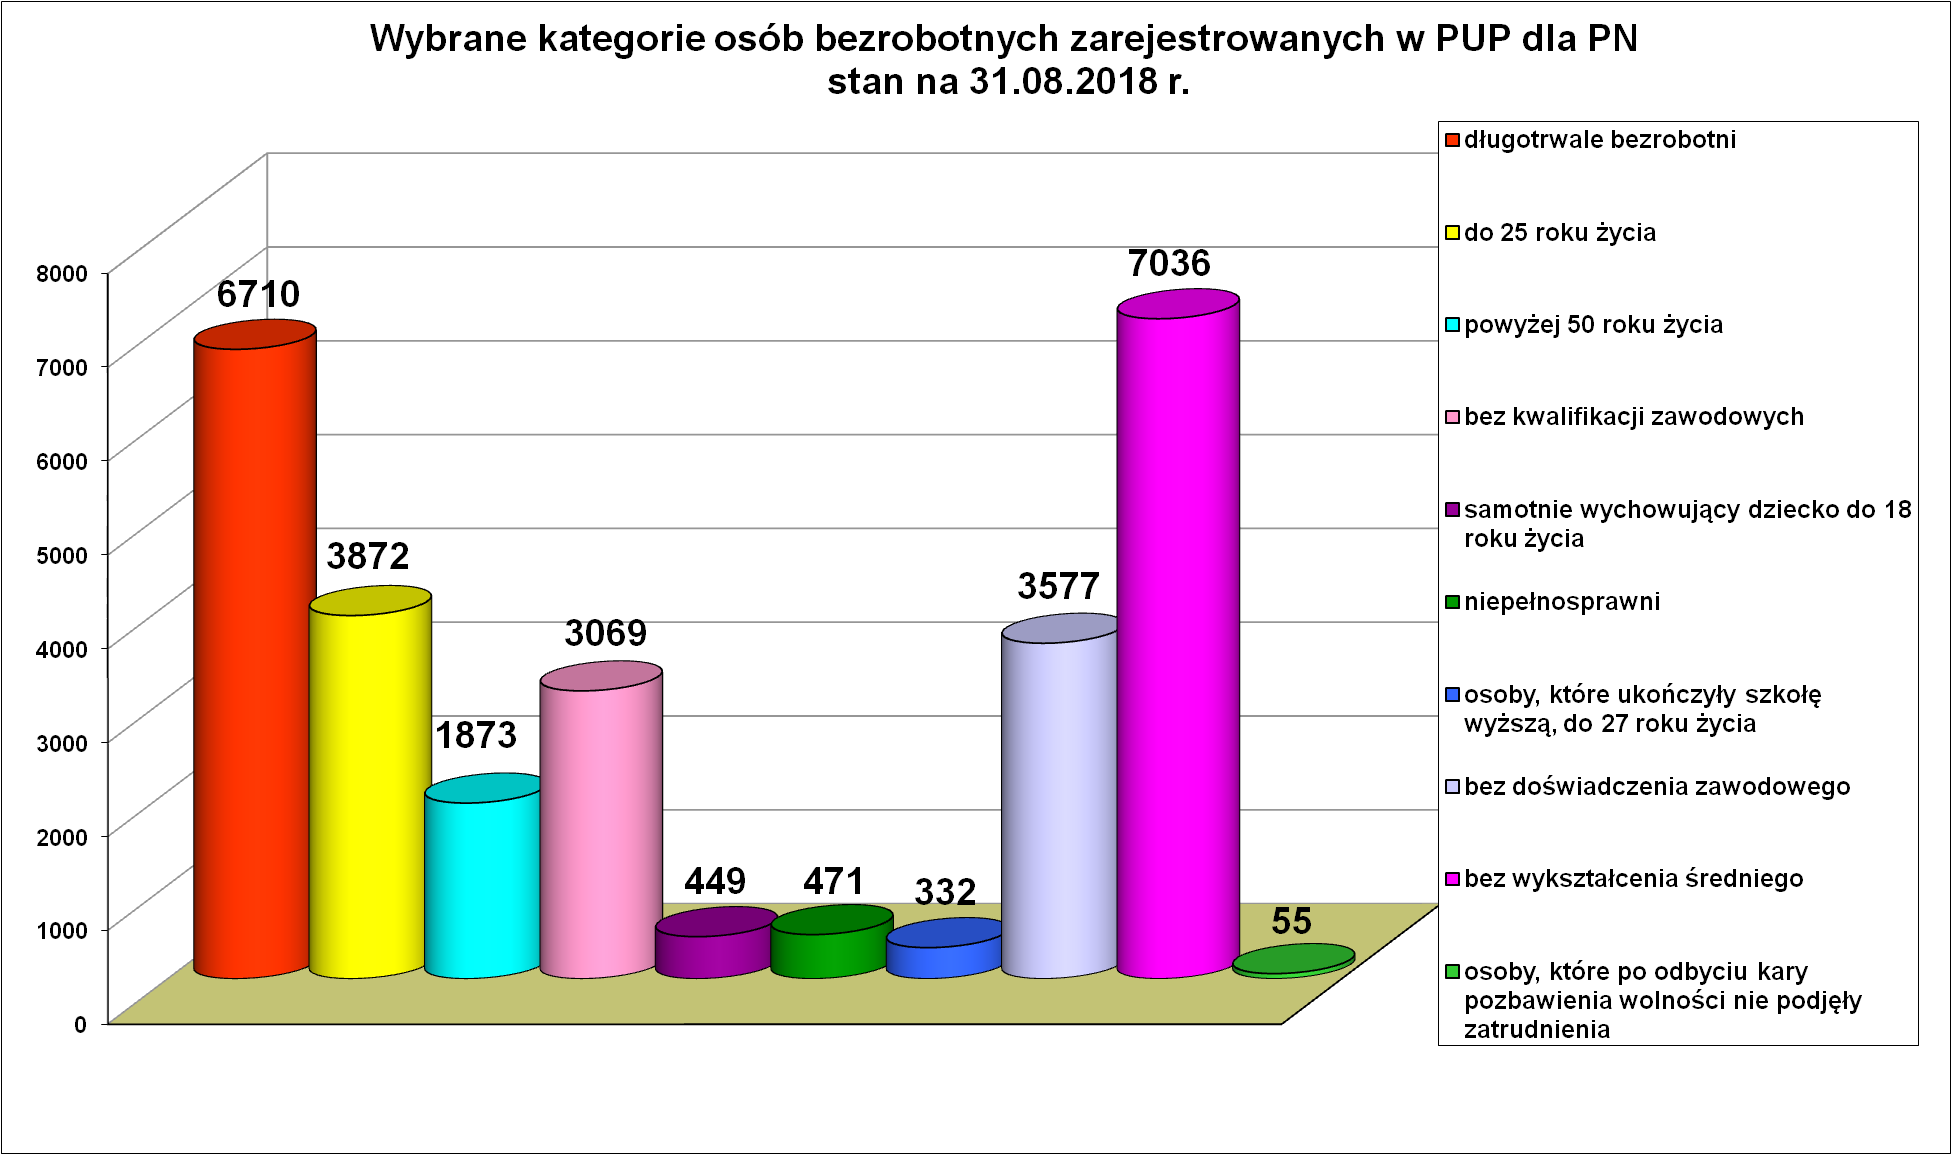 Wybrane kategorie osób bezrobotnych zarejestrowanych w PUP dla PN
stan na 31.08.2018 r.
8000
7000
6000
5000
4000
3000
2000
1000
0
6710
3872
1873
3069
449
471
332
3577
7036
55
długotrwale bezrobotni
do 25 roku życia
powyżej 50 roku życia
bez kwalifikacji zawodowych
samotnie wychowujący dziecko do 18
roku życia
niepełnosprawni
osoby, które ukończyły szkołę
wyższą, do 27 roku życia
bez doświadczenia zawodowego
bez wykształcenia średniego
osoby, które po odbyciu kary
pozbawienia wolności nie podjęły
zatrudnienia